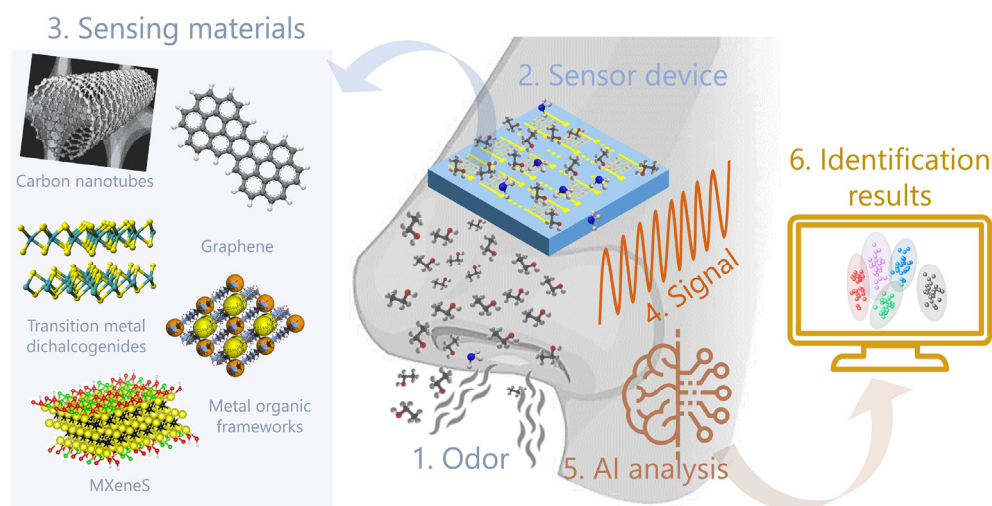 3. Sensing materials
Carbon nanotubes
Graphene
Transition metal
dichalcogenides
Metal organic
frameworks
MXeneS
2. Sensor device
4. Signal
1. Odor
5. AI analysis
6. Identification
results